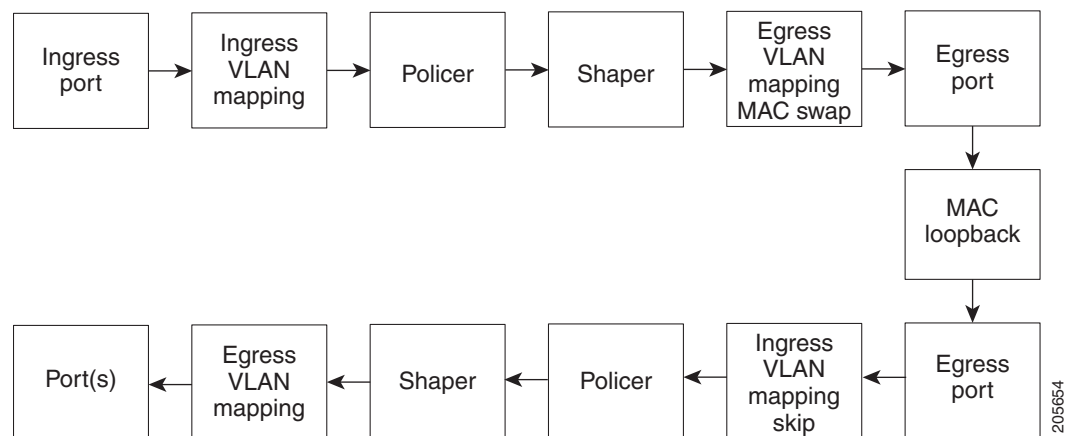 Ingress
port
Ingress
VLAN
mapping
Policer
Shaper
Egress
VLAN
mapping
MAC swap
Egress
port
MAC
loopback
Port(s)
Egress
VLAN
mapping
Shaper
Policer
Ingress
VLAN
mapping
skip
Egress
port
205654